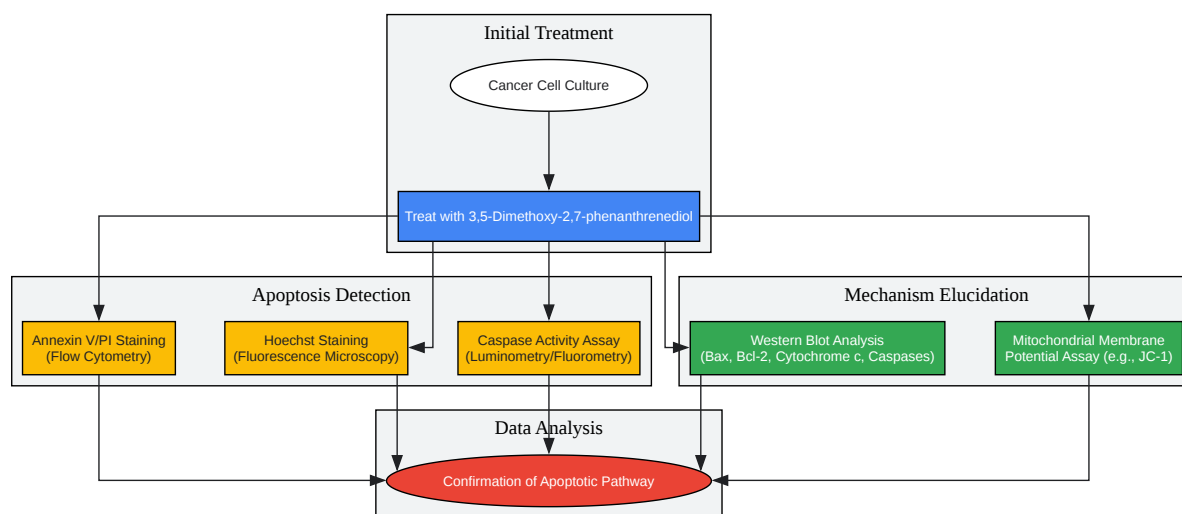 Initial Treatment
Cancer Cell Culture
Treat with 3,5-Dimethoxy-2,7-phenanthrenediol
Apoptosis Detection
Mechanism Elucidation
Annexin V/PI Staining
(Flow Cytometry)
Hoechst Staining
(Fluorescence Microscopy)
Caspase Activity Assay
(Luminometry/Fluorometry)
Western Blot Analysis
(Bax, Bcl-2, Cytochrome c, Caspases)
Mitochondrial Membrane
Potential Assay (e.g., JC-1)
Data Analysis
Confirmation of Apoptotic Pathway